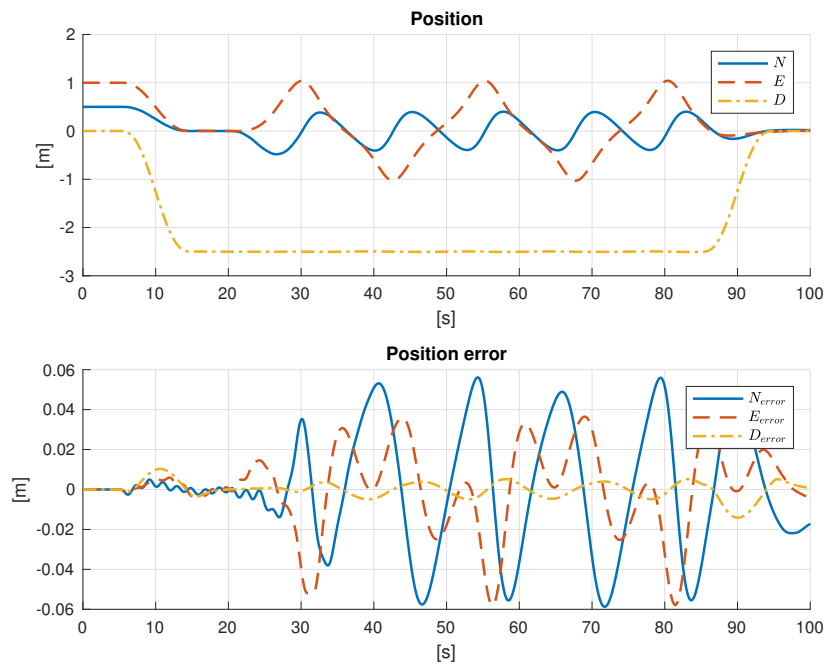 Position
2
1
0
-1
-2
-3
[m]
0 10 20 30 40 50 60 70 80 90 100
[s]
N
E
D
Position error
0.06
0.04
0.02
0
-0.02
-0.04
-0.06
[m]
0 10 20 30 40 50 60 70 80 90 100
[s]
N_error
E_error
D_error